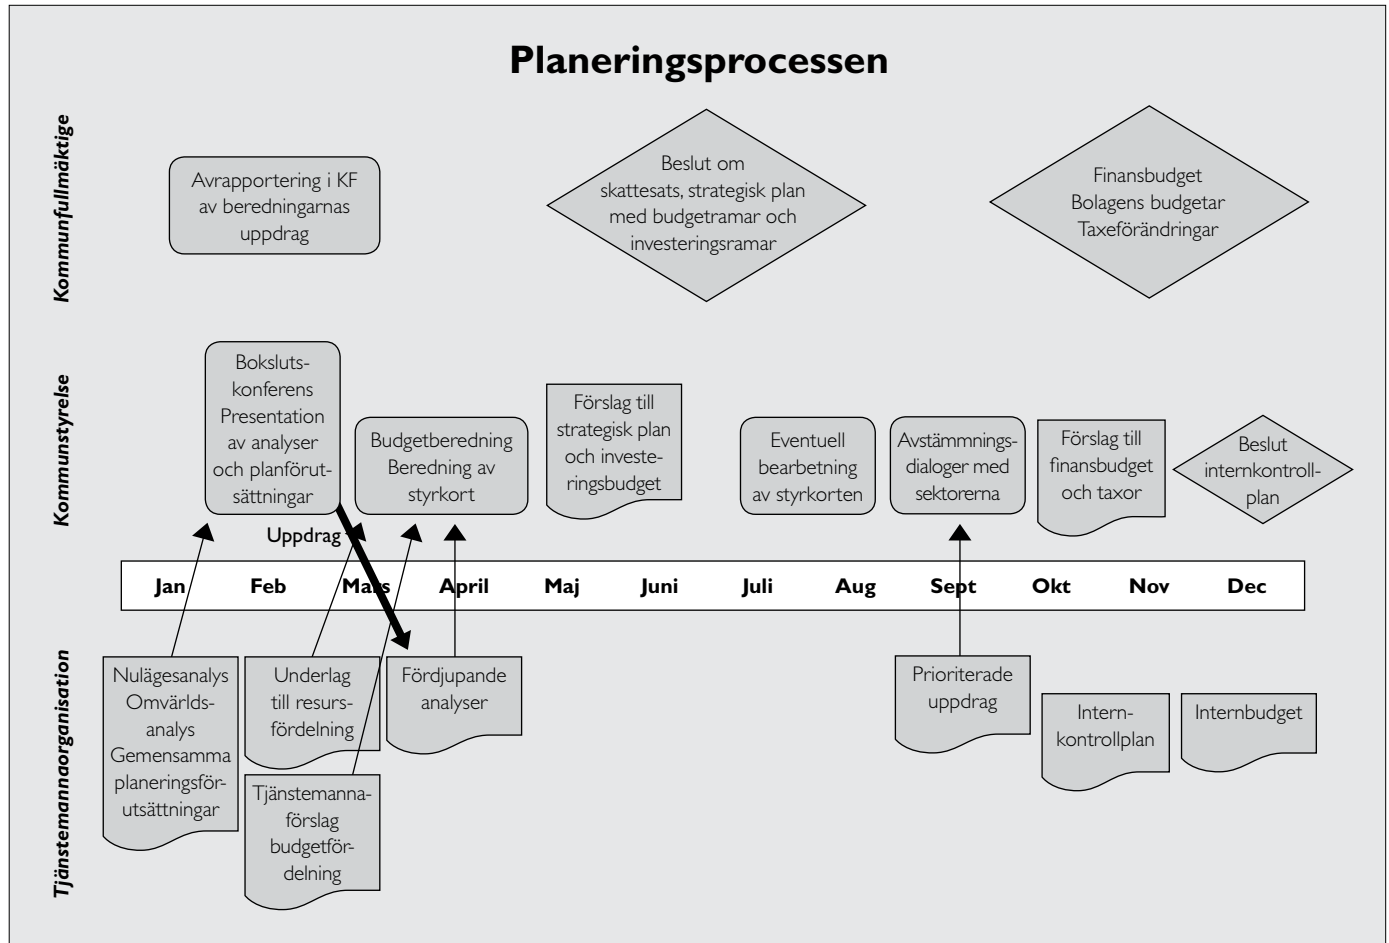 Planeringsprocessen
Kommunfullmäktige
Avrapportering i KF
av beredningarnas
uppdrag
Beslut om
skattesats, strategisk plan
med budgetramar och
investeringsramar
Finansbudget
Bolagens budgetar
Taxeförändringar
Kommunstyrelse
Boksluts-
konferens
Presentation
av analyser
och planförut-
sättningar
Budgetberedning
Beredning av
styrkort
Förslag till
strategisk plan
och investe-
ringsbudget
Eventuell
bearbetning
av styrkorten
Avstämmnings-
dialoger med
sektorerna
Förslag till
finansbudget
och taxor
Beslut
internkontroll-
plan
Uppdrag
Jan Feb Mars April Maj Juni Juli Aug Sept Okt Nov Dec
Tjänstemannaorganisation
Nulägesanalys
Omvärlds-
analys
Gemensamma
planeringsför-
utsättningar
Underlag
till resurs-
fördelning
Tjänstemanna-
förslag
budgetför-
delning
Fördjupande
analyser
Prioriterade
uppdrag
Intern-
kontrollplan
Internbudget